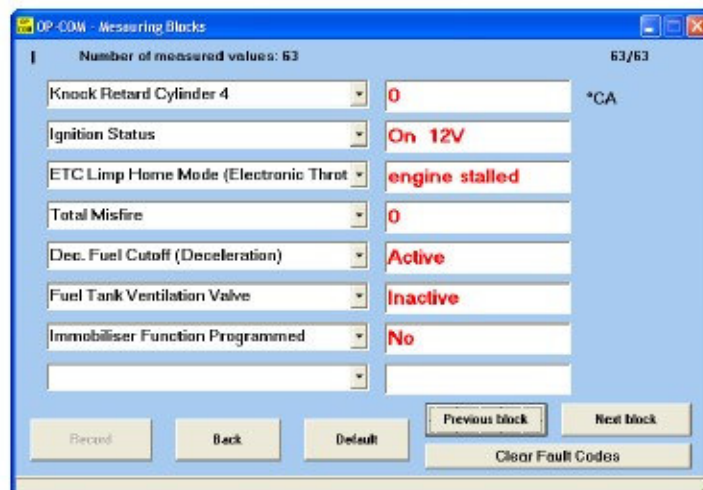 OP-COM - Mesuring Blocks
Number of measured values: 63 63/63
Knock Retard Cylinder 4 0 °CA
Ignition Status On 12V
ETC Limp Home Mode (Electronic Throt engine stalled
Total Misfire 0
Dec. Fuel Cutoff (Deceleration) Active
Fuel Tank Ventilation Valve Inactive
Immobiliser Function Programmed No
Previous block Next block
Record Back Default
Clear Fault Codes